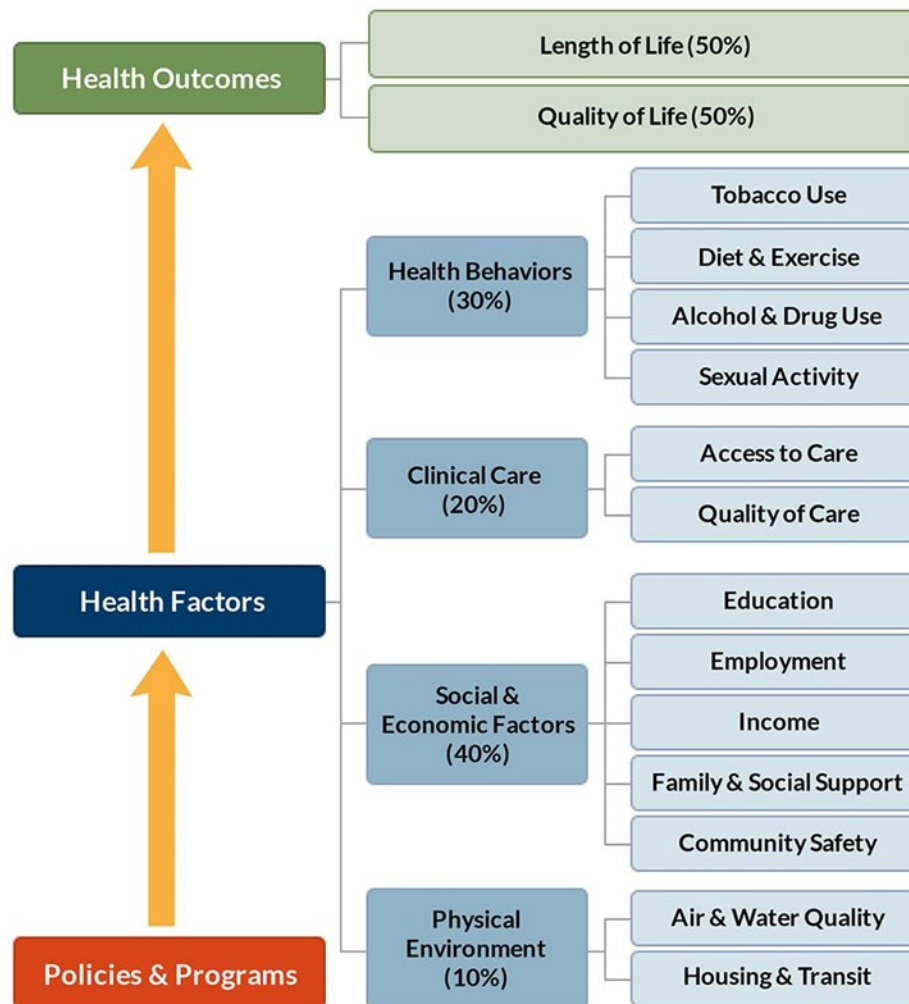 Health Outcomes
Length of Life (50%)
Quality of Life (50%)
Health Factors
Health Behaviors
(30%)
Tobacco Use
Diet & Exercise
Alcohol & Drug Use
Sexual Activity
Clinical Care
(20%)
Access to Care
Quality of Care
Social &
Economic Factors
(40%)
Education
Employment
Income
Family & Social Support
Community Safety
Physical
Environment
(10%)
Air & Water Quality
Housing & Transit
Policies & Programs